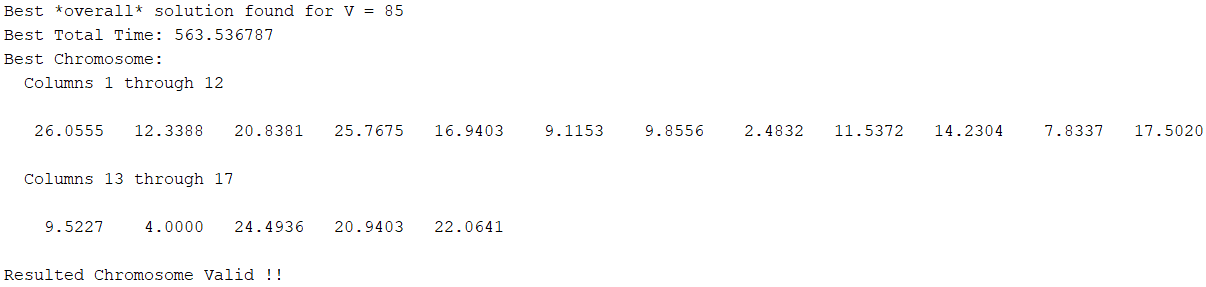 Best *overall* solution found for V = 85
Best Total Time: 563.536787
Best Chromosome:
  Columns 1 through 12
   26.0555   12.3388   20.8381   25.7675   16.9403    9.1153    9.8556    2.4832   11.5372   14.2304    7.8337   17.5020
  Columns 13 through 17
    9.5227    4.0000   24.4936   20.9403   22.0641
Resulted Chromosome Valid !!